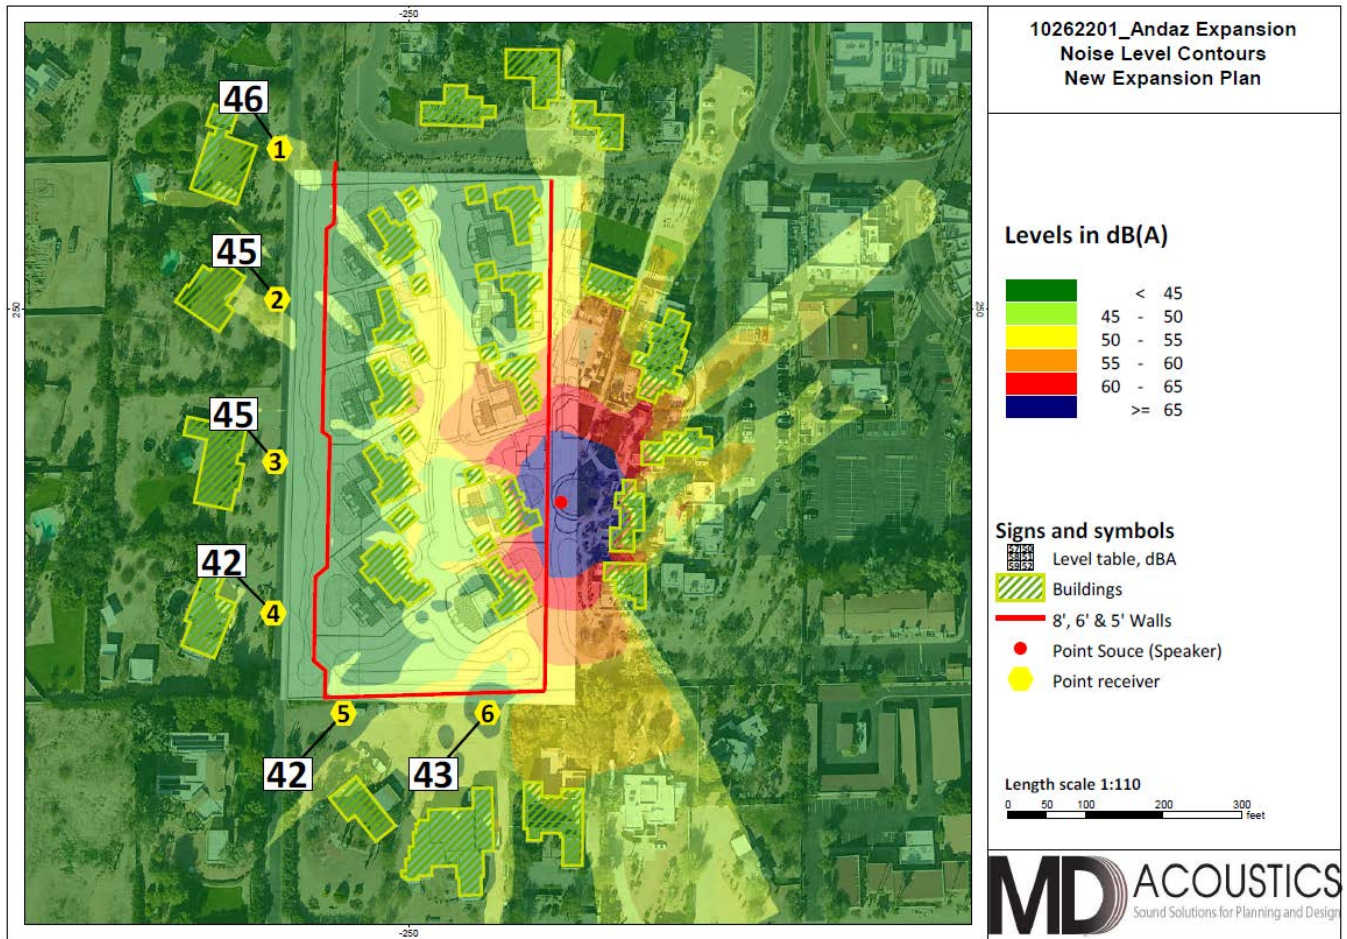 -250
46
1
45
2
250
250
45
3
42
4
5
6
42
43
-250
10262201_Andaz Expansion
Noise Level Contours
New Expansion Plan
Levels in dB(A)
< 45
45 - 50
50 - 55
55 - 60
60 - 65
>= 65
Signs and symbols
Level table, dBA
Buildings
8', 6' & 5' Walls
Point Souce (Speaker)
Point receiver
Length scale 1:110
0 50 100 200 300
feet
MD ACOUSTICS
Sound Solutions for Planning and Design